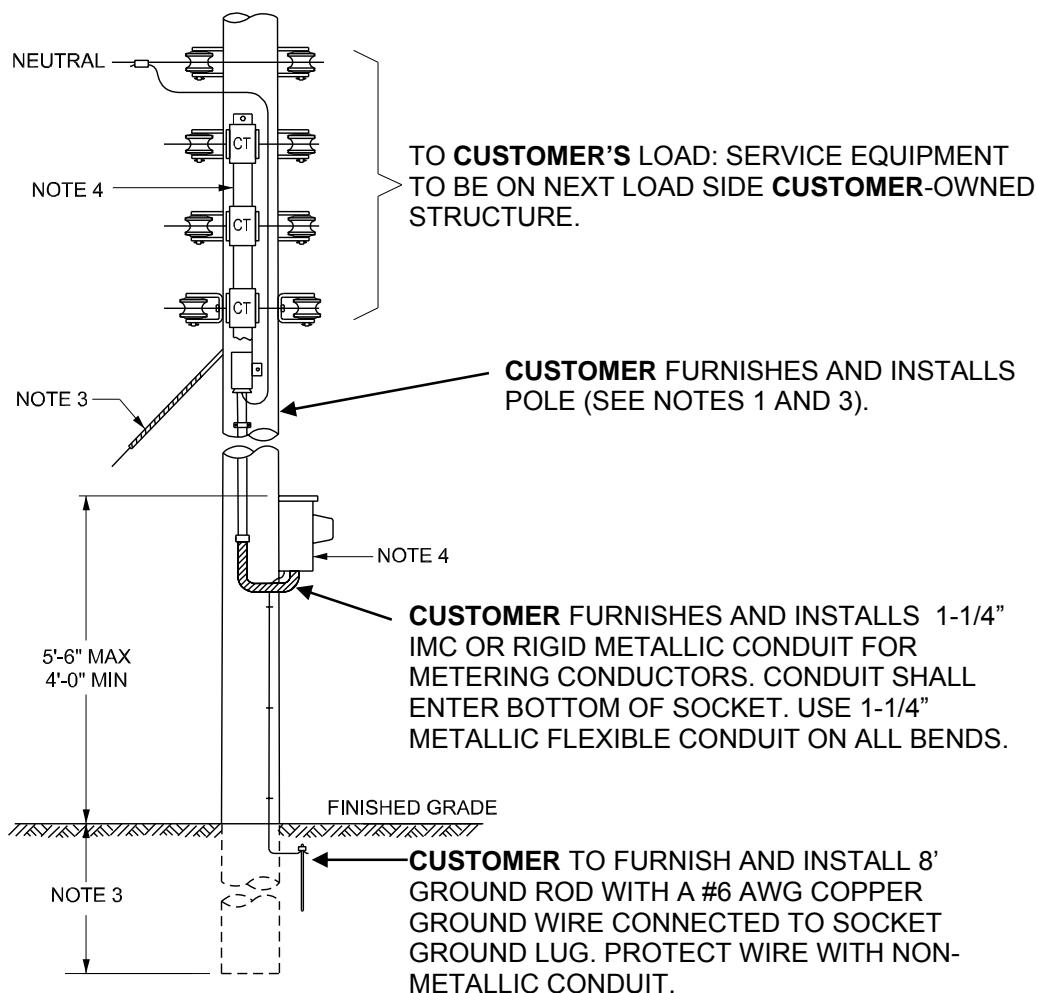 NEUTRAL
CT
NOTE 4
CT
CT
TO CUSTOMER'S LOAD: SERVICE EQUIPMENT
TO BE ON NEXT LOAD SIDE CUSTOMER-OWNED
STRUCTURE.
CUSTOMER FURNISHES AND INSTALLS
POLE (SEE NOTES 1 AND 3).
NOTE 3
NOTE 4
CUSTOMER FURNISHES AND INSTALLS 1-1/4"
IMC OR RIGID METALLIC CONDUIT FOR
METERING CONDUCTORS. CONDUIT SHALL
ENTER BOTTOM OF SOCKET. USE 1-1/4"
METALLIC FLEXIBLE CONDUIT ON ALL BENDS.
5'-6" MAX
4'-0" MIN
FINISHED GRADE
NOTE 3
CUSTOMER TO FURNISH AND INSTALL 8'
GROUND ROD WITH A #6 AWG COPPER
GROUND WIRE CONNECTED TO SOCKET
GROUND LUG. PROTECT WIRE WITH NON-
METALLIC CONDUIT.